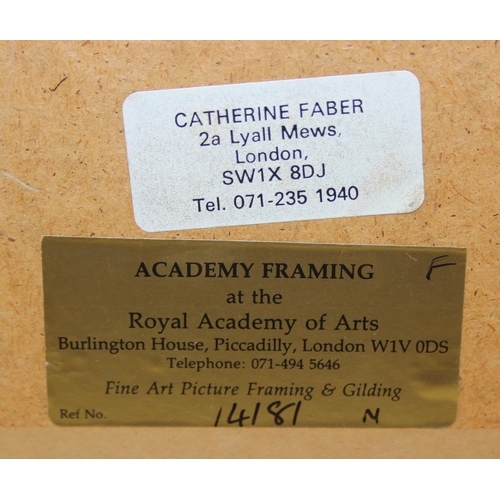 CATHERINE FABER
2a Lyall Mews,
London,
SW1X 8DJ
Tel. 071-235 1940
ACADEMY FRAMING F
at the
Royal Academy of Arts
Burlington House, Piccadilly, London W1V 0DS
Telephone: 071-494 5646
Fine Art Picture Framing & Gilding
Ref No. 14181 N